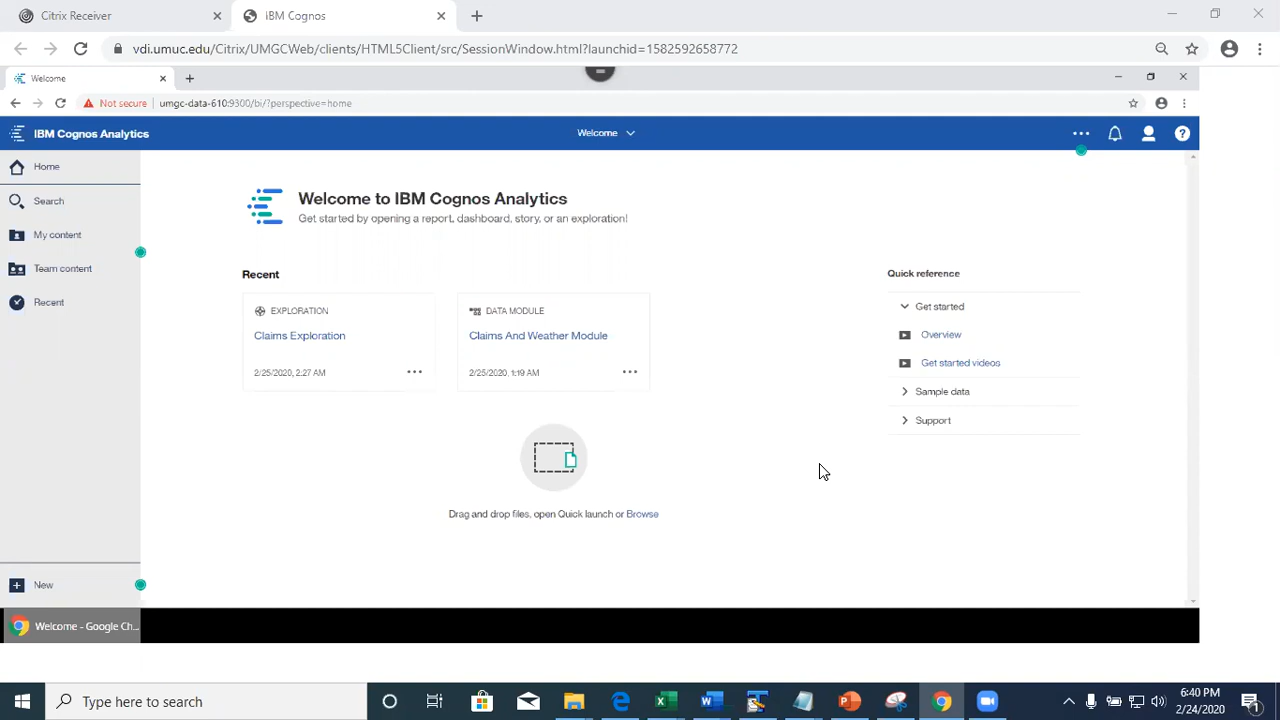 Citrix Receiver
IBM Cognos
vdi.umuc.edu/Citrix/UMGCWeb/clients/HTML5Client/src/SessionWindow.html?launchid=1582592658772
Welcome
Not secure umgc-data-610:9300/bi/?perspective=home
IBM Cognos Analytics
Welcome
Home
Search
My content
Team content
Recent
New
Welcome to IBM Cognos Analytics
Get started by opening a report, dashboard, story, or an exploration!
Recent
EXPLORATION
Claims Exploration
2/25/2020, 2:27 AM
DATA MODULE
Claims And Weather Module
2/25/2020, 1:19 AM
Drag and drop files, open Quick launch or Browse
Quick reference
Get started
Overview
Get started videos
Sample data
Support
Welcome - Google Ch...
Type here to search
6:40 PM
2/24/2020